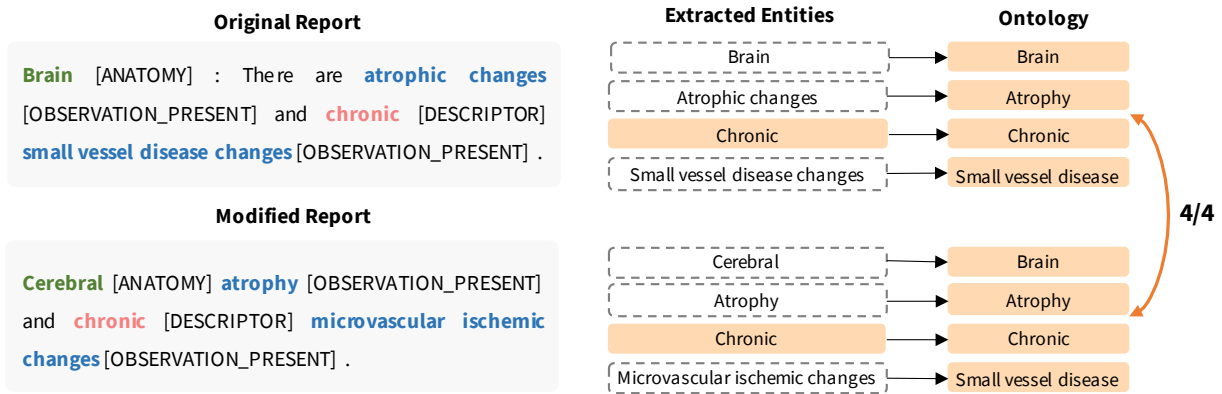 Original Report
Brain [ANATOMY] : There are atrophic changes
[OBSERVATION_PRESENT] and chronic [DESCRIPTOR]
small vessel disease changes [OBSERVATION_PRESENT] .
Modified Report
Cerebral [ANATOMY] atrophy [OBSERVATION_PRESENT]
and chronic [DESCRIPTOR] microvascular ischemic
changes [OBSERVATION_PRESENT] .
Extracted Entities
Ontology
Brain
Brain
Atrophic changes
Atrophy
Chronic
Chronic
Small vessel disease changes
Small vessel disease
4/4
Cerebral
Brain
Atrophy
Atrophy
Chronic
Chronic
Microvascular ischemic changes
Small vessel disease